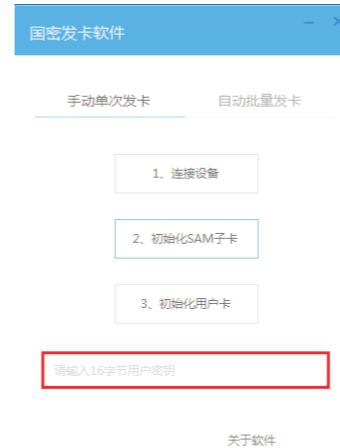 国密发卡软件
手动单次发卡 自动批量发卡
1、连接设备
2、初始化SAM子卡
3、初始化用户卡
请输入16字节用户密钥
关于软件